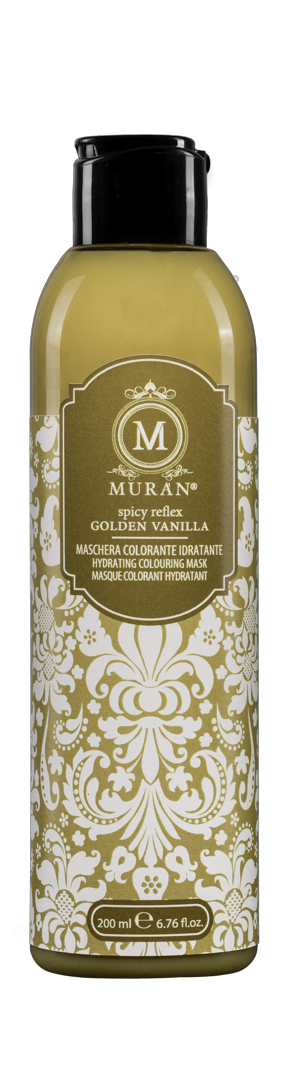 M
MURÁN®
spicy reflex
GOLDEN VANILLA
MASCHERA COLORANTE IDRATANTE
HYDRATING COLOURING MASK
MASQUE COLORANT HYDRATANT
200 ml ℮ 6.76 fl.oz.